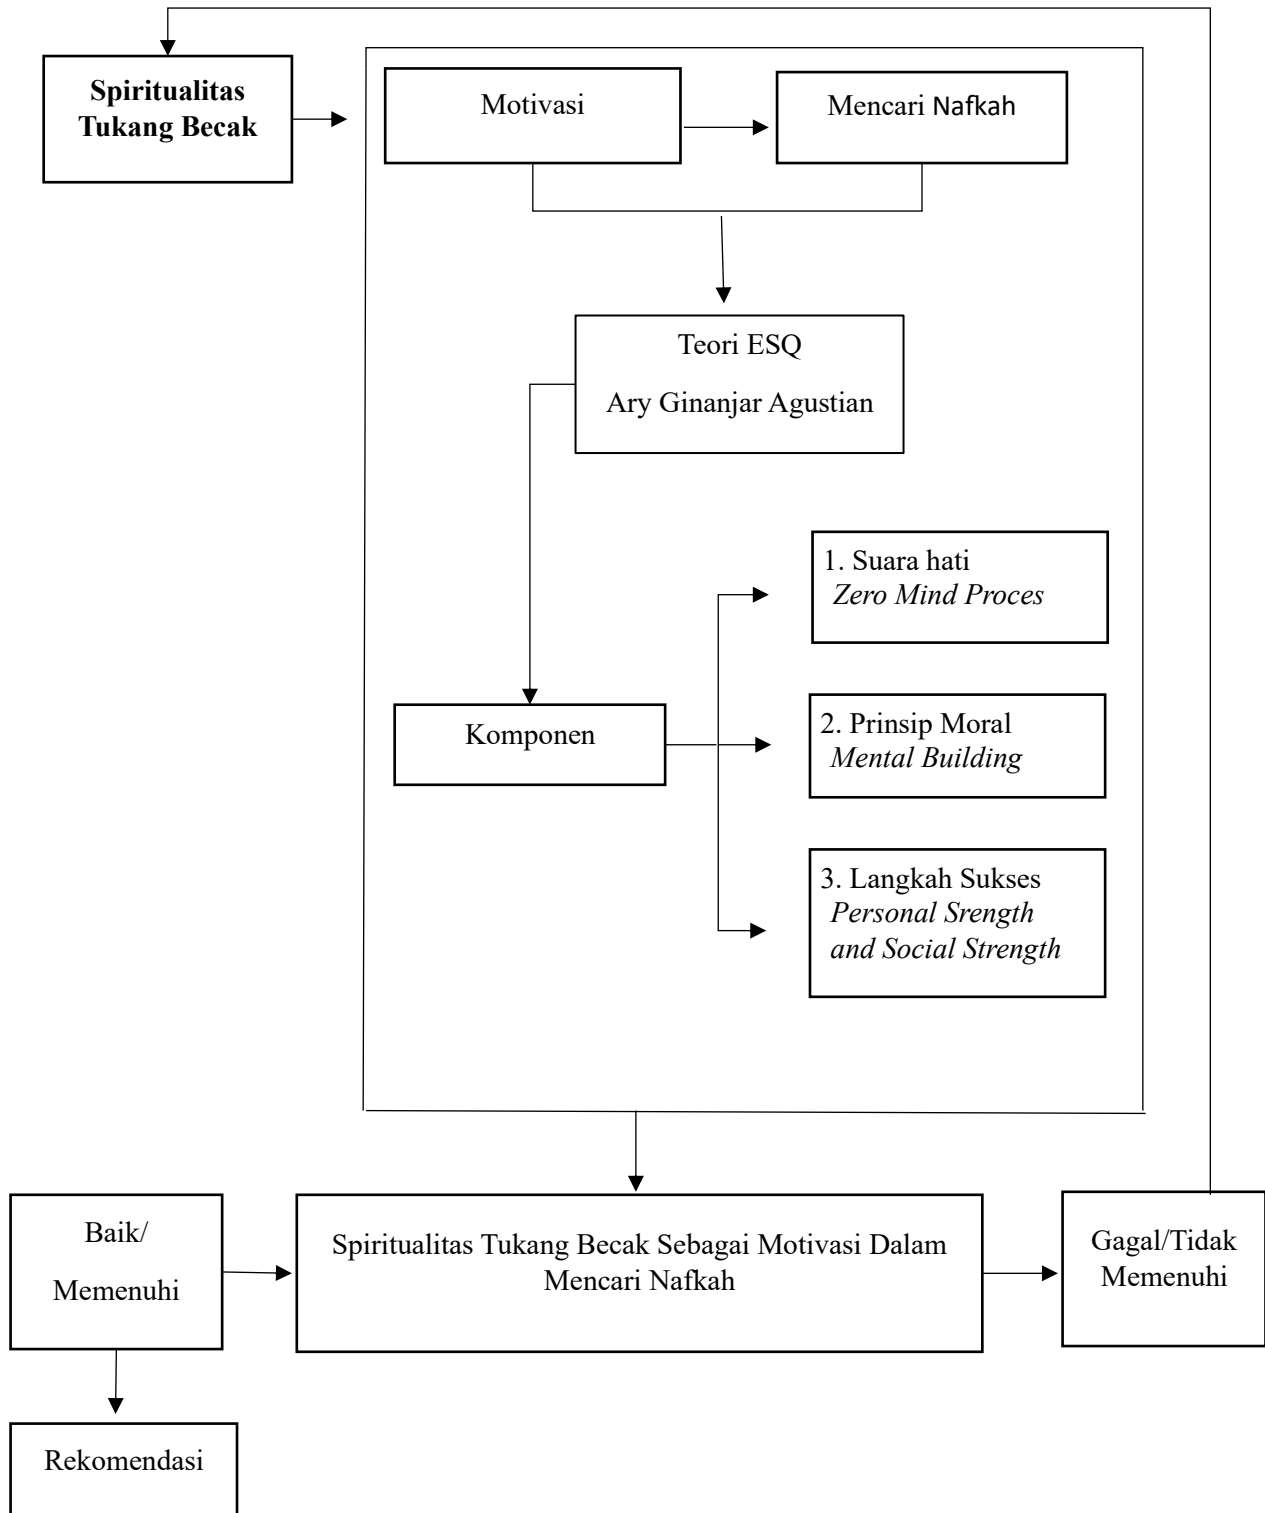 Spiritualitas
Tukang Becak
Motivasi
Mencari Nafkah
Teori ESQ
Ary Ginanjar Agustian
1. Suara hati
Zero Mind Proces
Komponen
2. Prinsip Moral
Mental Building
3. Langkah Sukses
Personal Srength
and Social Strength
Baik/
Memenuhi
Spiritualitas Tukang Becak Sebagai Motivasi Dalam
Mencari Nafkah
Gagal/Tidak
Memenuhi
Rekomendasi